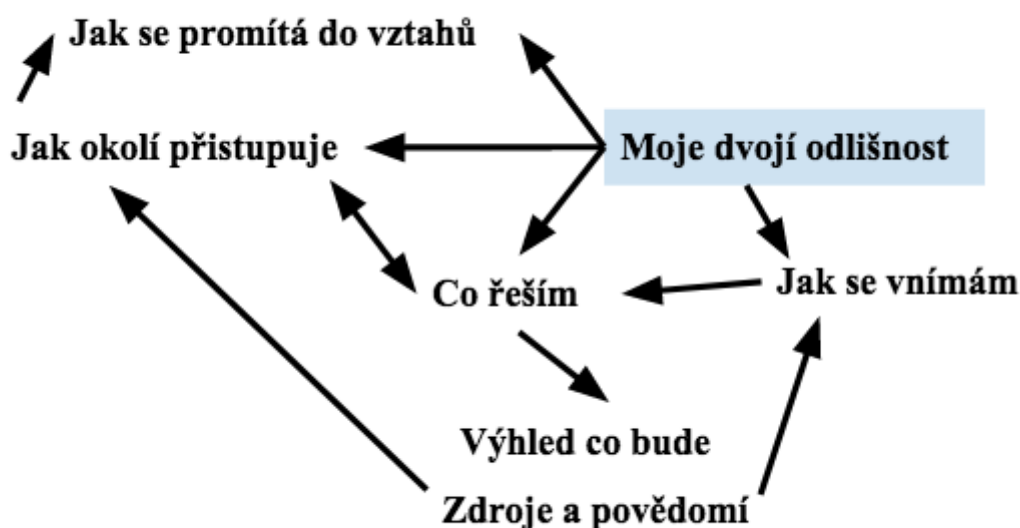 Jak se promítá do vztahů
Jak okolí přistupuje
Moje dvojí odlišnost
Co řeším
Jak se vnímám
Výhled co bude
Zdroje a povědomí